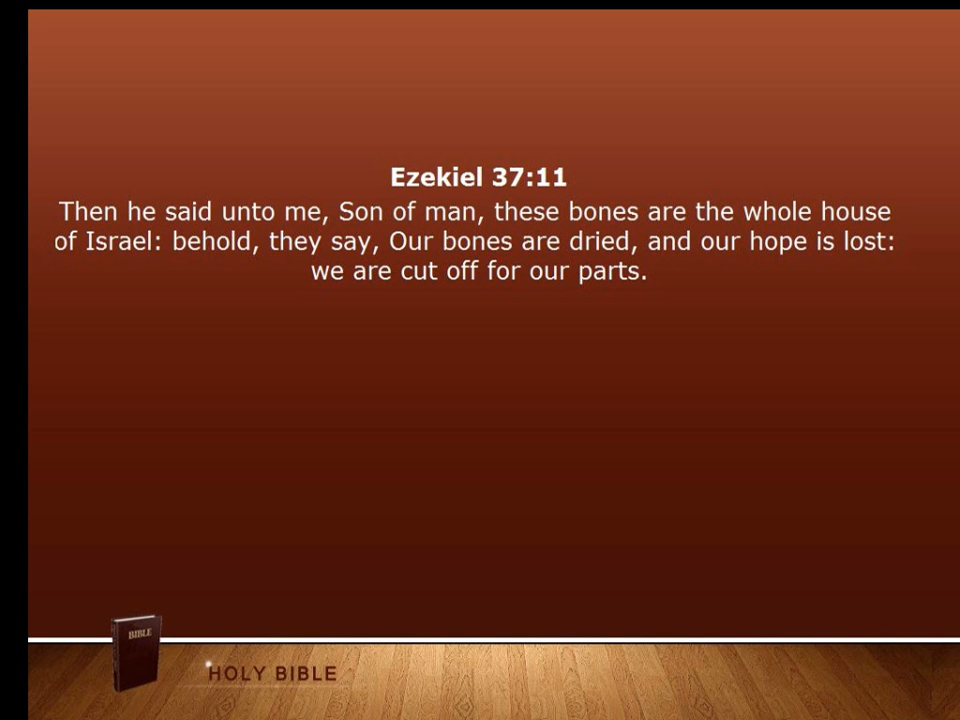 Ezekiel 37:11
Then he said unto me, Son of man, these bones are the whole house
of Israel: behold, they say, Our bones are dried, and our hope is lost:
we are cut off for our parts.
BIBLE
HOLY BIBLE